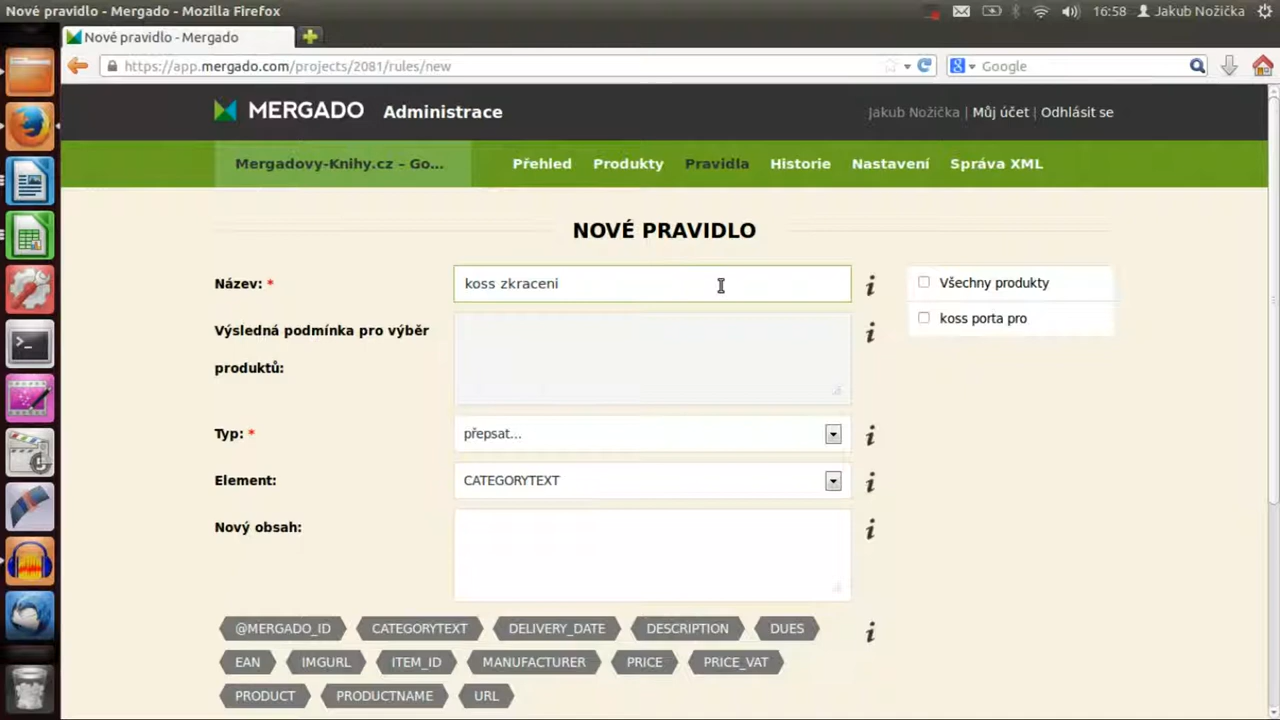 Nové pravidlo - Mergado - Mozilla Firefox
16:58 Jakub Nožička
Nové pravidlo - Mergado
https://app.mergado.com/projects/2081/rules/new
Google
MERGADO Administrace
Jakub Nožička | Můj účet | Odhlásit se
Mergadovy-Knihy.cz – Go... Přehled Produkty Pravidla Historie Nastavení Správa XML
NOVÉ PRAVIDLO
Název: * koss zkraceni
Všechny produkty
koss porta pro
Výsledná podmínka pro výběr
produktů:
Typ: * přepsat...
Element: CATEGORYTEXT
Nový obsah:
@MERGADO_ID CATEGORYTEXT DELIVERY_DATE DESCRIPTION DUES
EAN IMGURL ITEM_ID MANUFACTURER PRICE PRICE_VAT
PRODUCT PRODUCTNAME URL